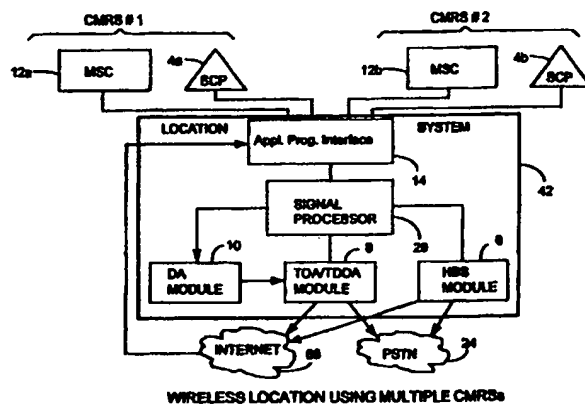 CMRS # 1
CMRS # 2
12a
MSC
4a
SCP
12b
MSC
4b
SCP
LOCATION
SYSTEM
Appl. Prog. Interface
14
42
SIGNAL
PROCESSOR
10
8
DA
MODULE
TOA/TDOA
MODULE
HBS
MODULE
INTERNET
PSTN
24
WIRELESS LOCATION USING MULTIPLE CMRSs